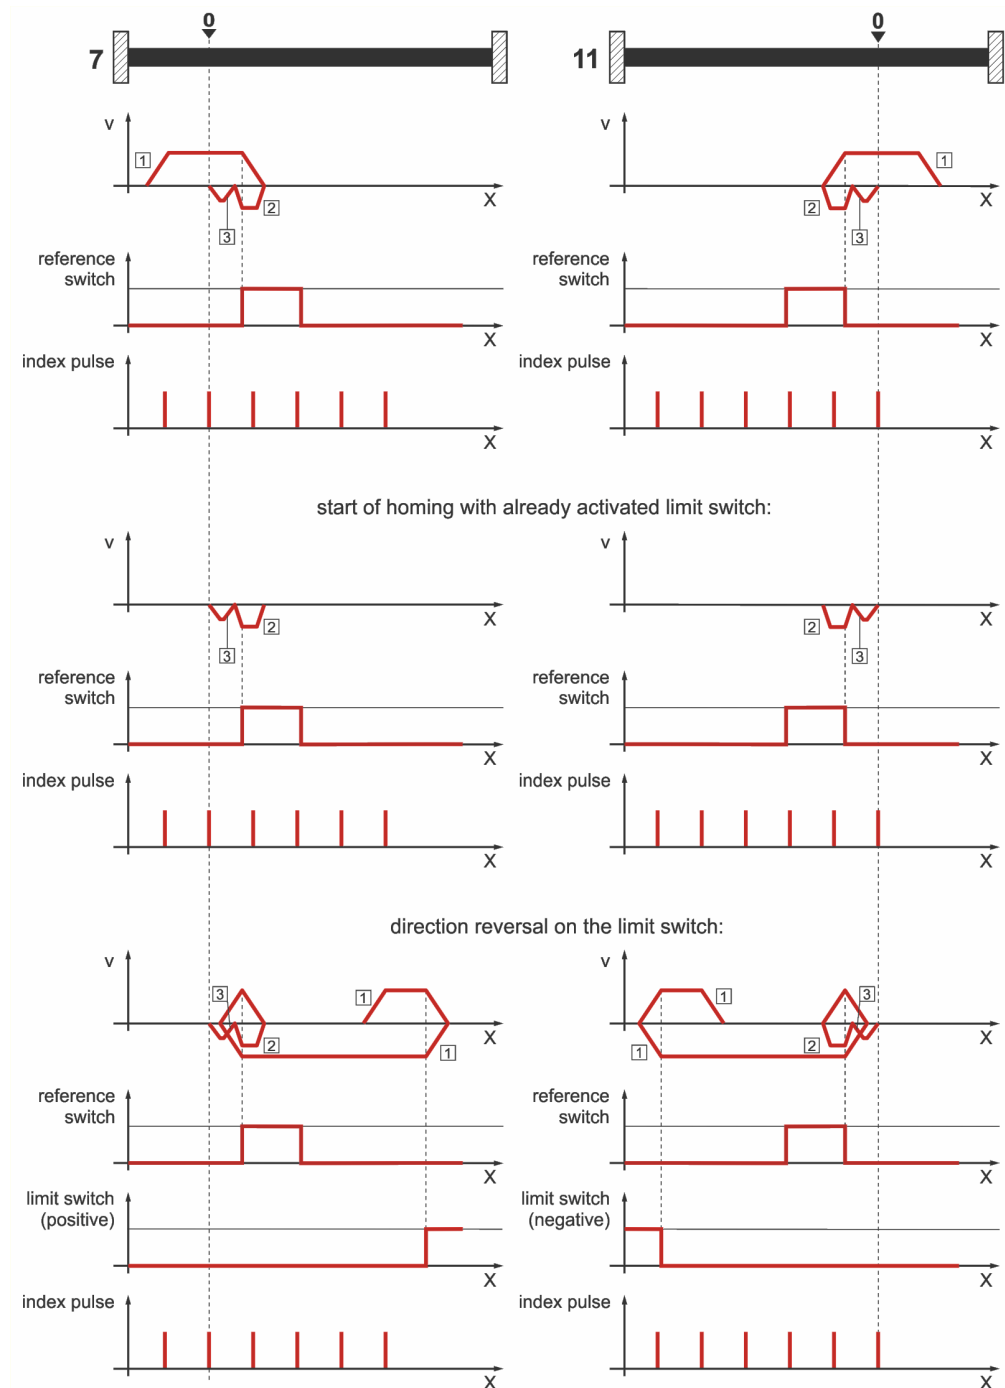 0
0
7
11
v
v
1
1
X
X
2
2
3
3
reference
switch
reference
switch
X
X
index pulse
index pulse
X
X
start of homing with already activated limit switch:
v
v
X
X
2
2
3
3
reference
switch
reference
switch
X
X
index pulse
index pulse
X
X
direction reversal on the limit switch:
v
v
3
1
1
3
X
X
2
1
1
2
reference
switch
reference
switch
X
X
limit switch
(positive)
limit switch
(negative)
X
X
index pulse
index pulse
X
X